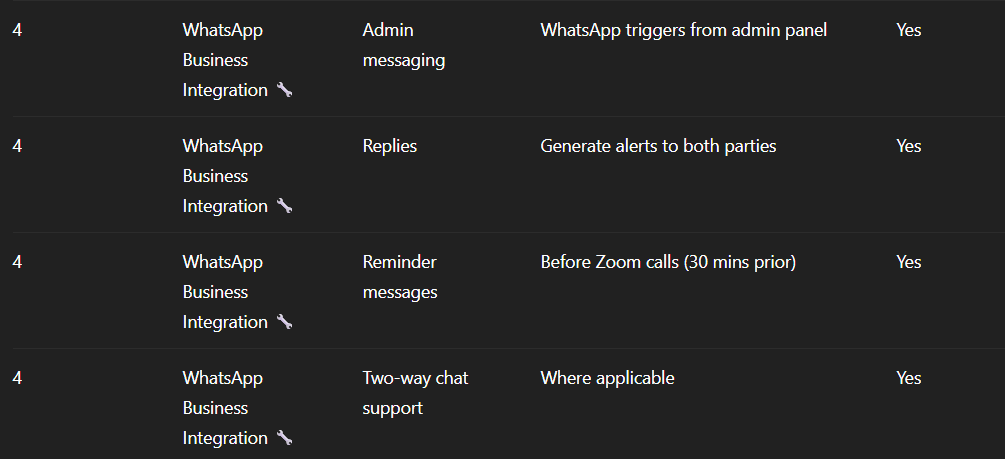 4 WhatsApp Admin WhatsApp triggers from admin panel Yes
Business messaging
Integration 🔧
4 WhatsApp Replies Generate alerts to both parties Yes
Business
Integration 🔧
4 WhatsApp Reminder Before Zoom calls (30 mins prior) Yes
Business messages
Integration 🔧
4 WhatsApp Two-way chat Where applicable Yes
Business support
Integration 🔧